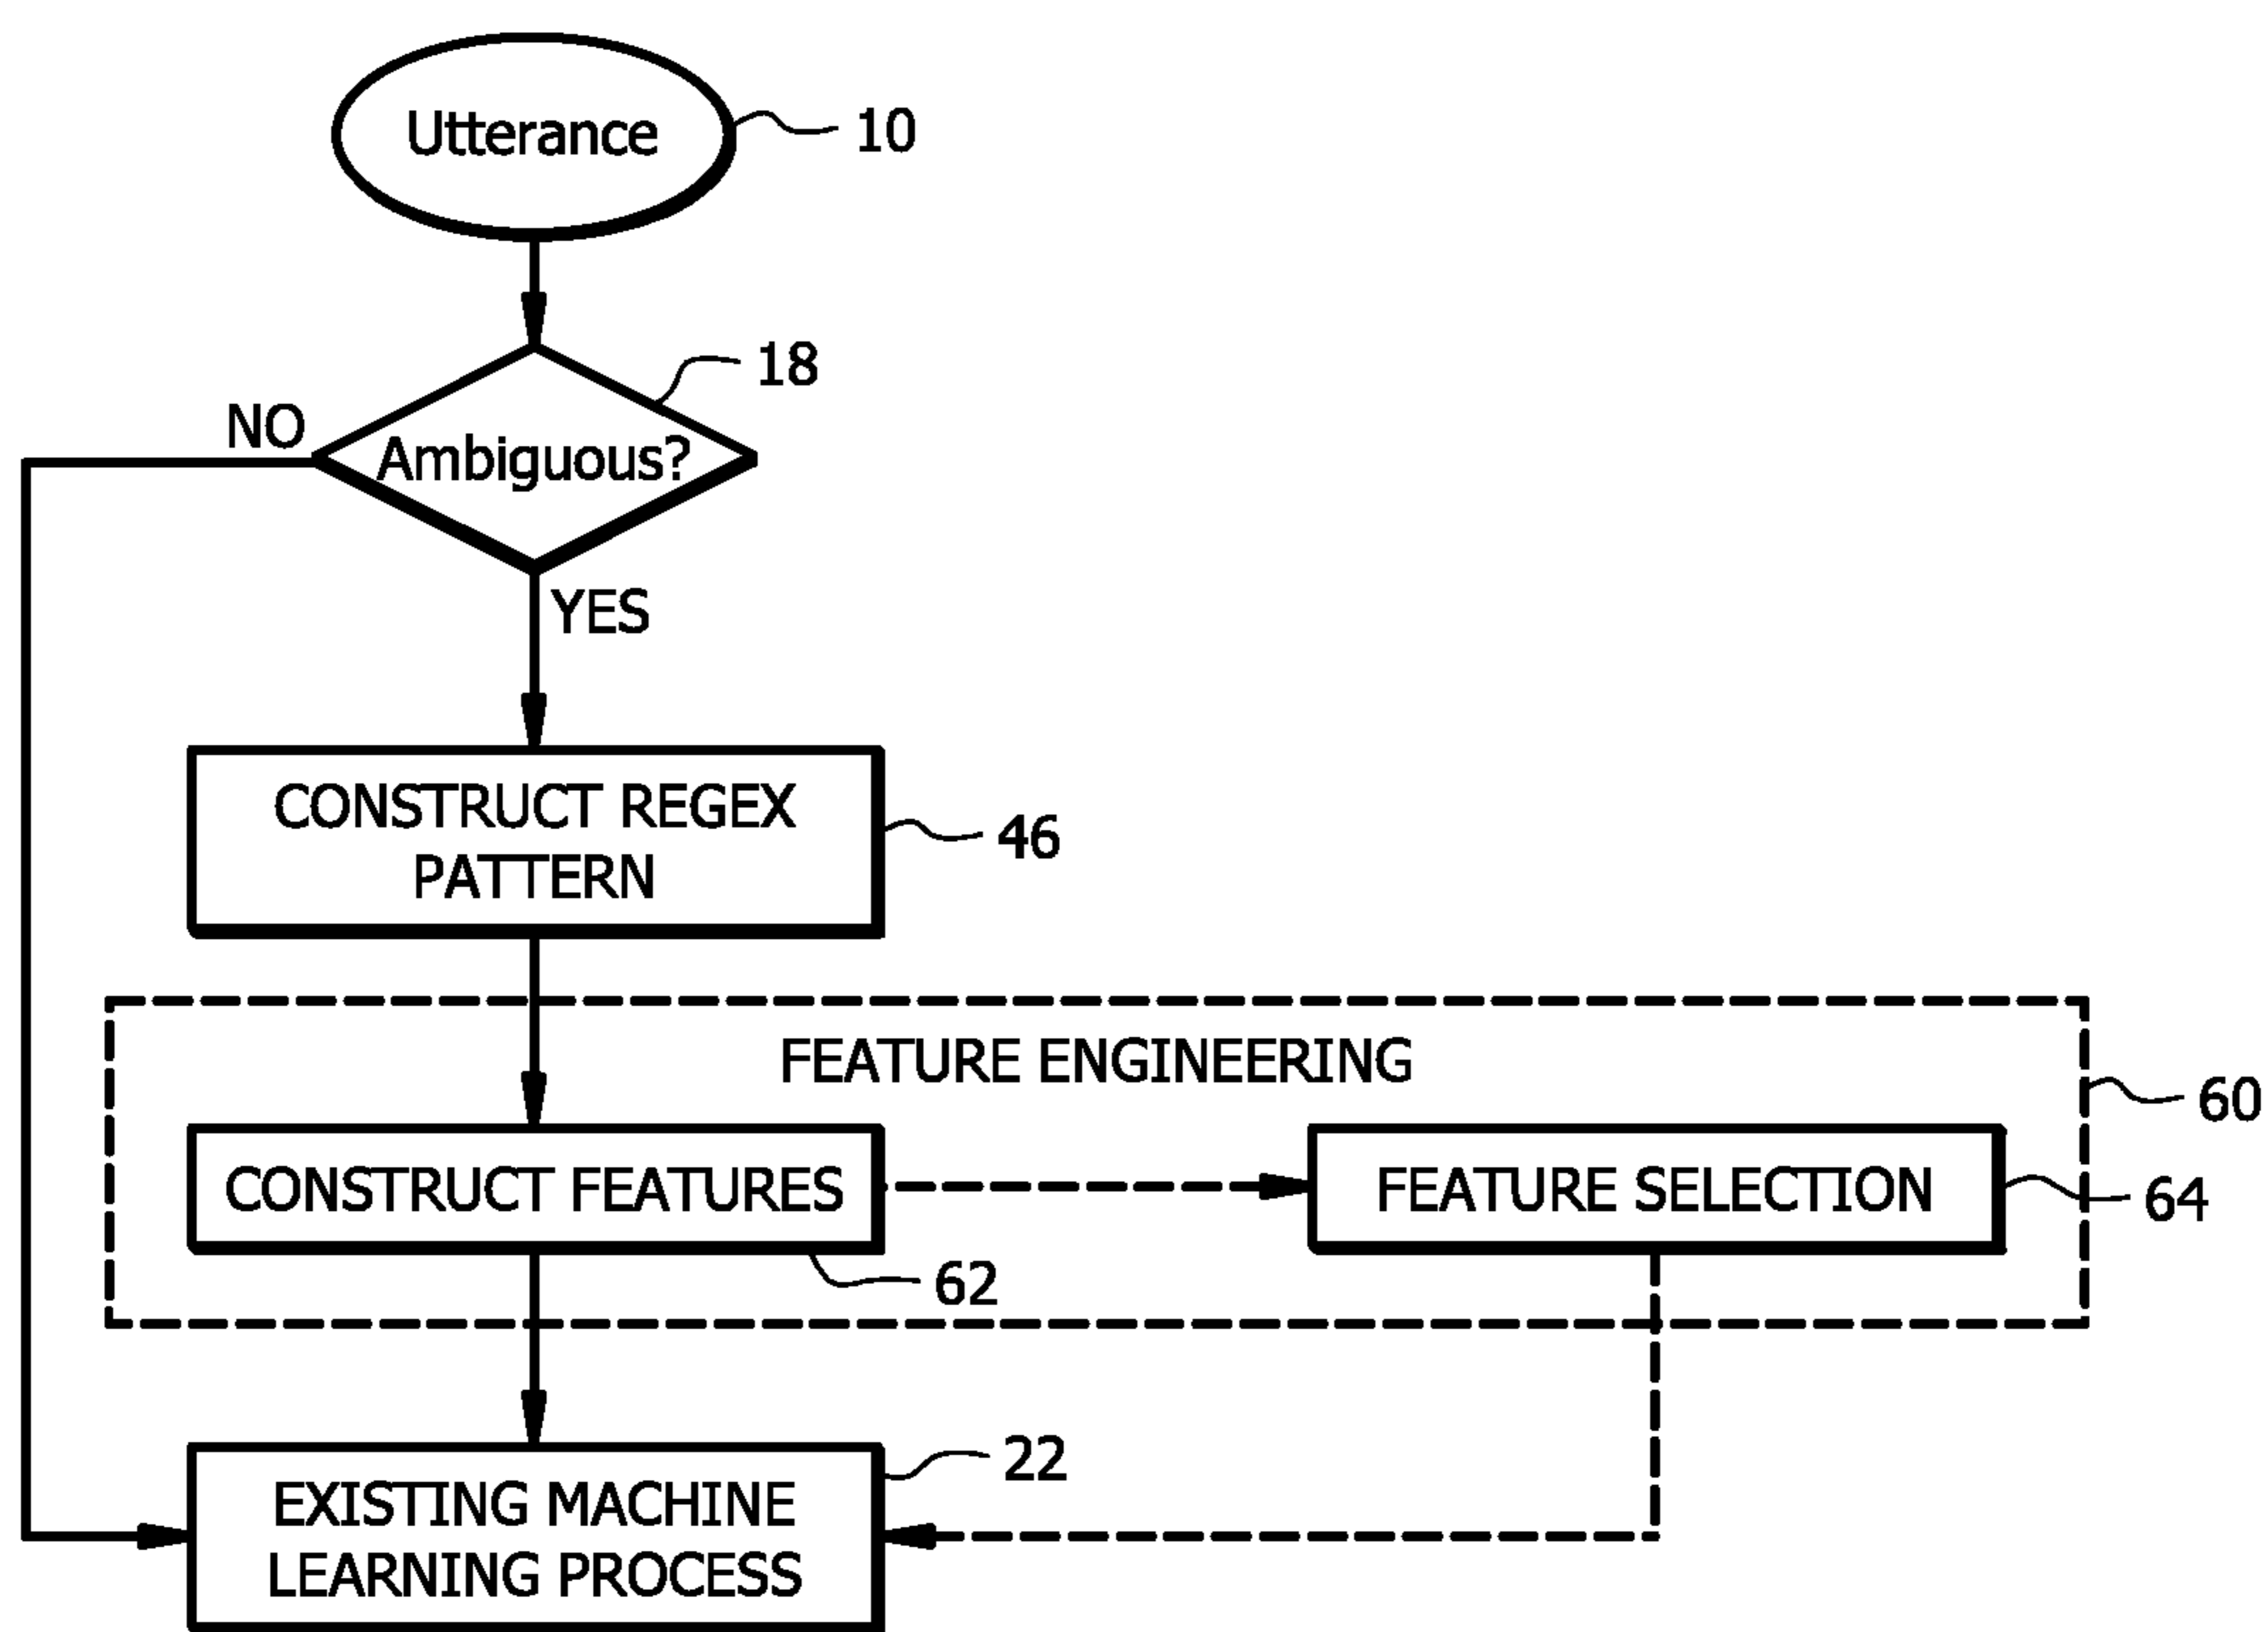 Utterance
10
18
NO
Ambiguous?
YES
CONSTRUCT REGEX
PATTERN
46
FEATURE ENGINEERING
60
CONSTRUCT FEATURES
FEATURE SELECTION
64
62
22
EXISTING MACHINE
LEARNING PROCESS